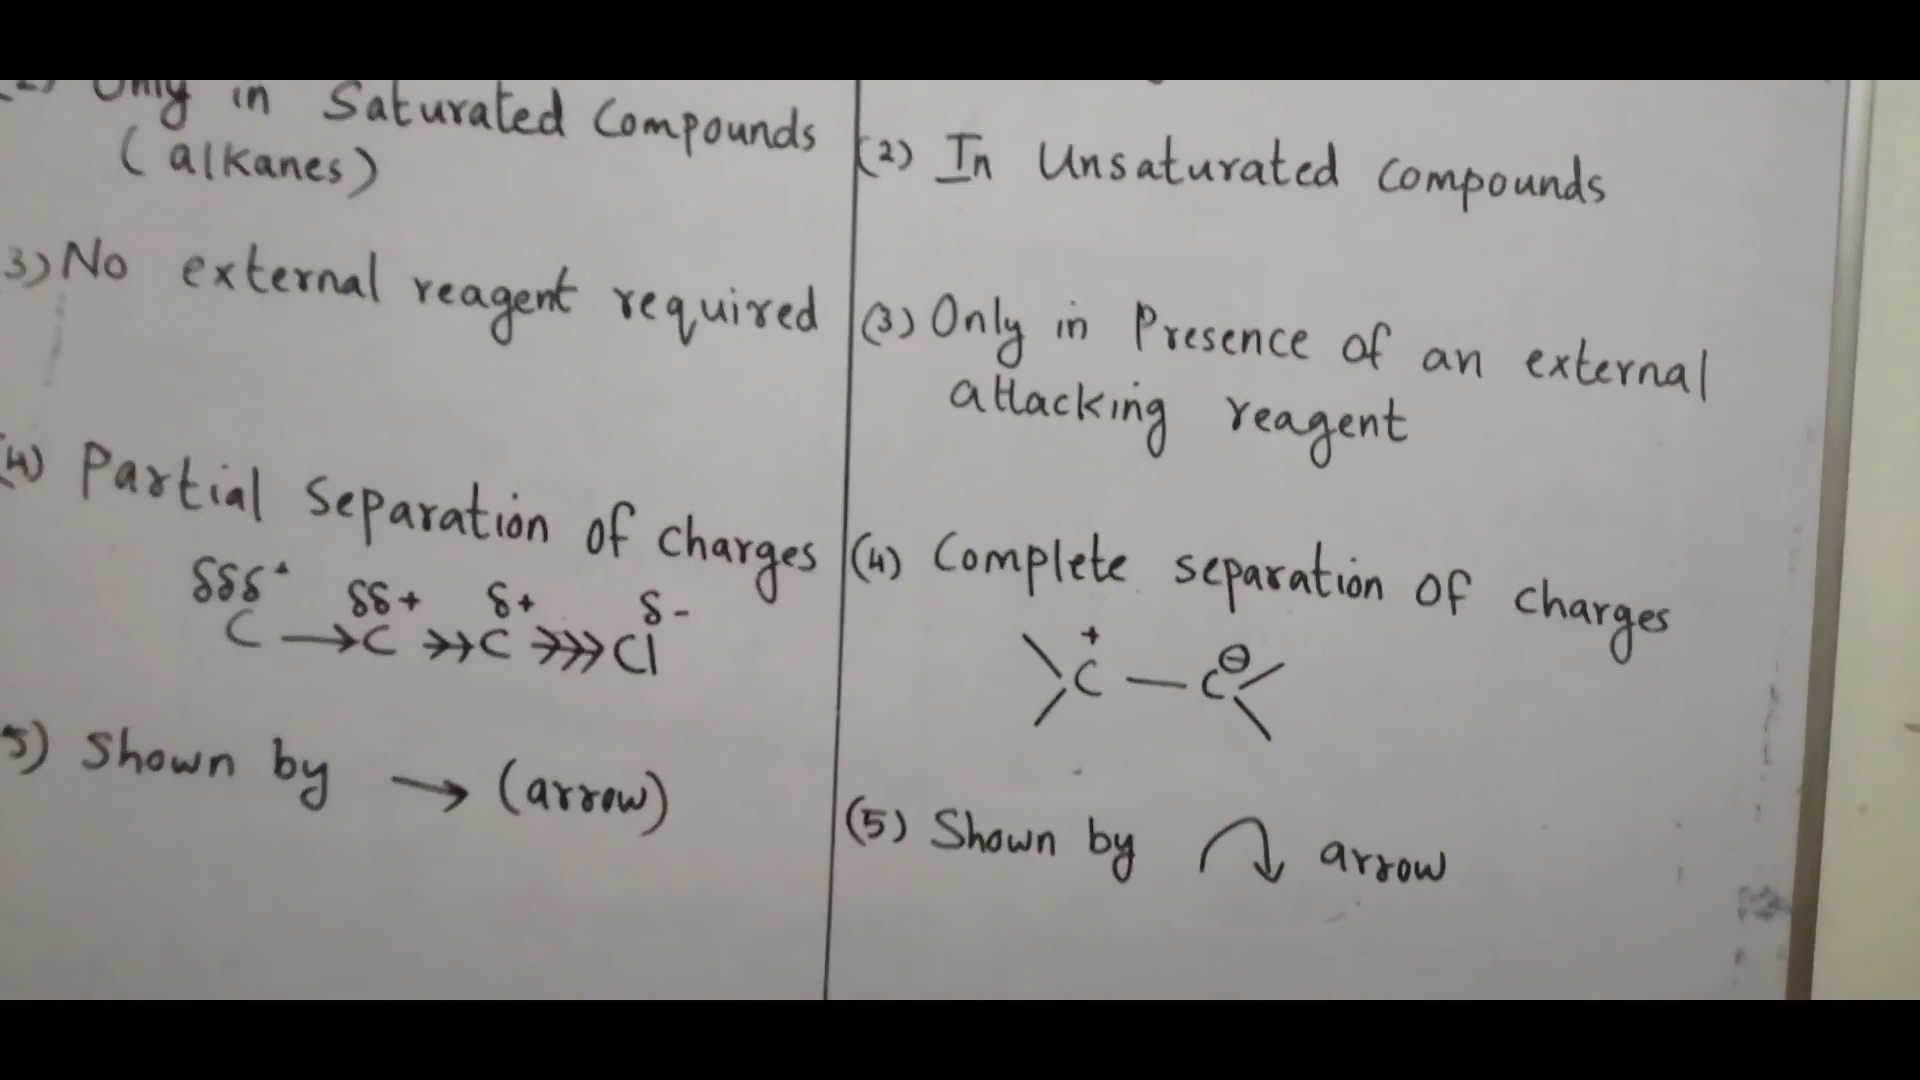 Only in Saturated Compounds
(alkanes)
3) No external reagent required
(4) Partial Separation of charges
δδδ+ δδ+ δ+ δ-
C → C →→ C →→→ Cl
5) Shown by → (arrow)
(2) In Unsaturated compounds
(3) Only in Presence of an external
attacking reagent
(4) Complete separation of charges
+ ⊖
C — C
(5) Shown by ↷ arrow